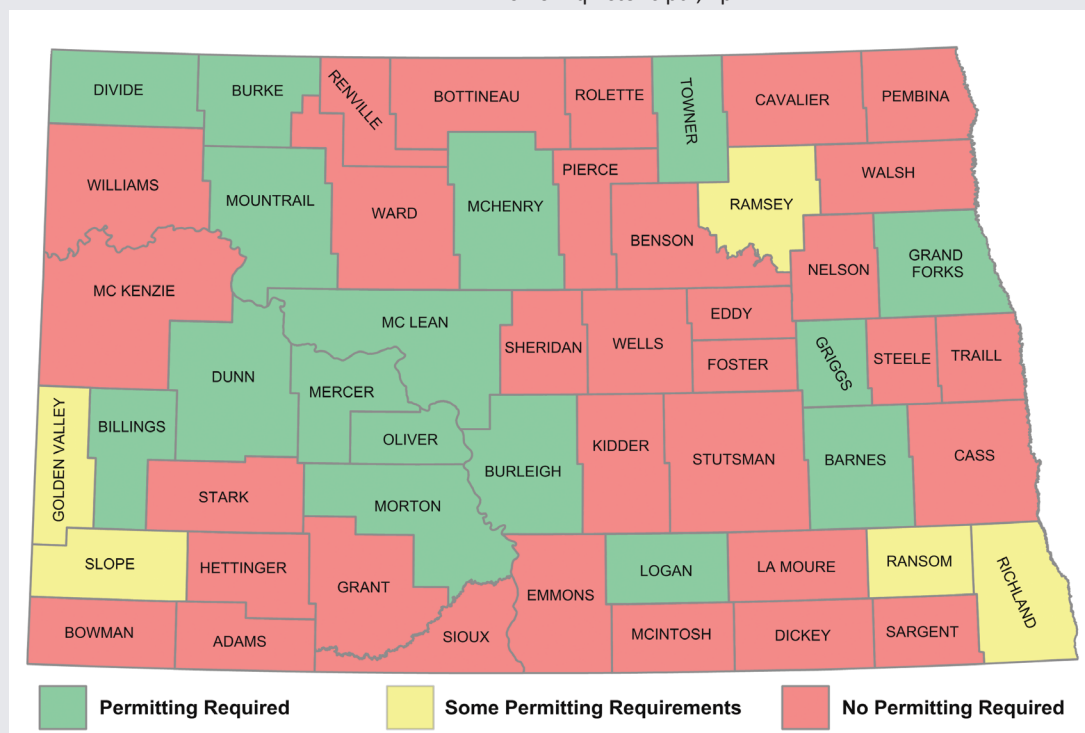 DIVIDE
BURKE
RENVILLE
BOTTINEAU
ROLETTE
TOWNER
CAVALIER
PEMBINA
WILLIAMS
MOUNTRAIL
WARD
MCHENRY
PIERCE
BENSON
RAMSEY
WALSH
MC KENZIE
NELSON
GRAND
FORKS
DUNN
MC LEAN
SHERIDAN
WELLS
EDDY
FOSTER
GRIGGS
STEELE
TRAILL
GOLDEN VALLEY
BILLINGS
MERCER
OLIVER
BURLEIGH
KIDDER
STUTSMAN
BARNES
CASS
STARK
MORTON
SLOPE
HETTINGER
GRANT
EMMONS
LOGAN
LA MOURE
RANSOM
RICHLAND
BOWMAN
ADAMS
SIOUX
MCINTOSH
DICKEY
SARGENT
Permitting Required
Some Permitting Requirements
No Permitting Required